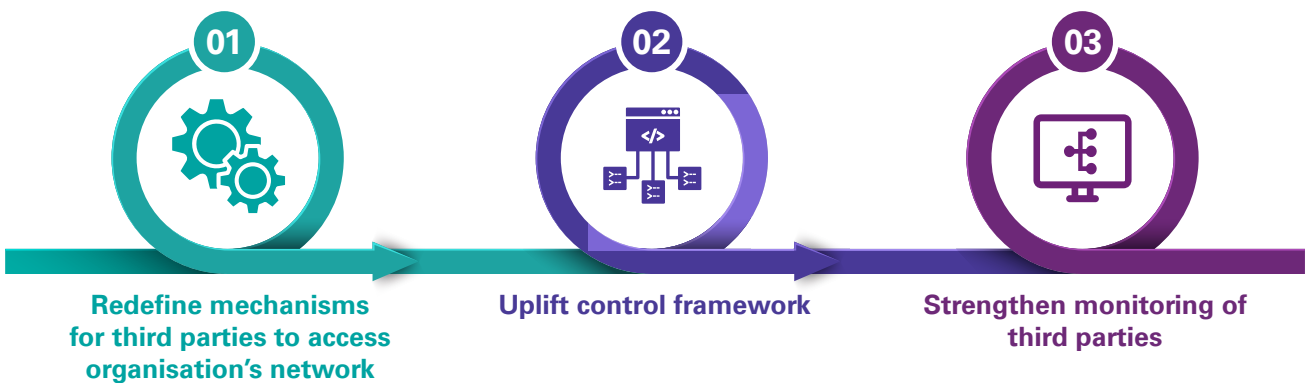 01
02
03
</>
Redefine mechanisms
for third parties to access
organisation's network
Uplift control framework
Strengthen monitoring of
third parties